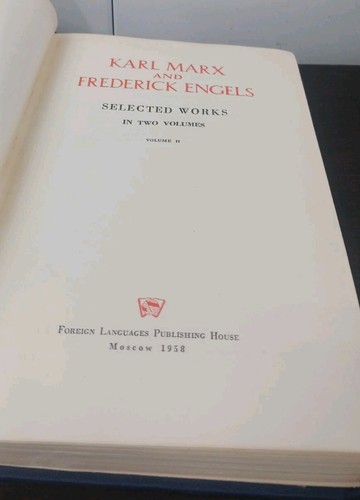 KARL MARX
AND
FREDERICK ENGELS
SELECTED WORKS
IN TWO VOLUMES
VOLUME II
FOREIGN LANGUAGES PUBLISHING HOUSE
Moscow 1958